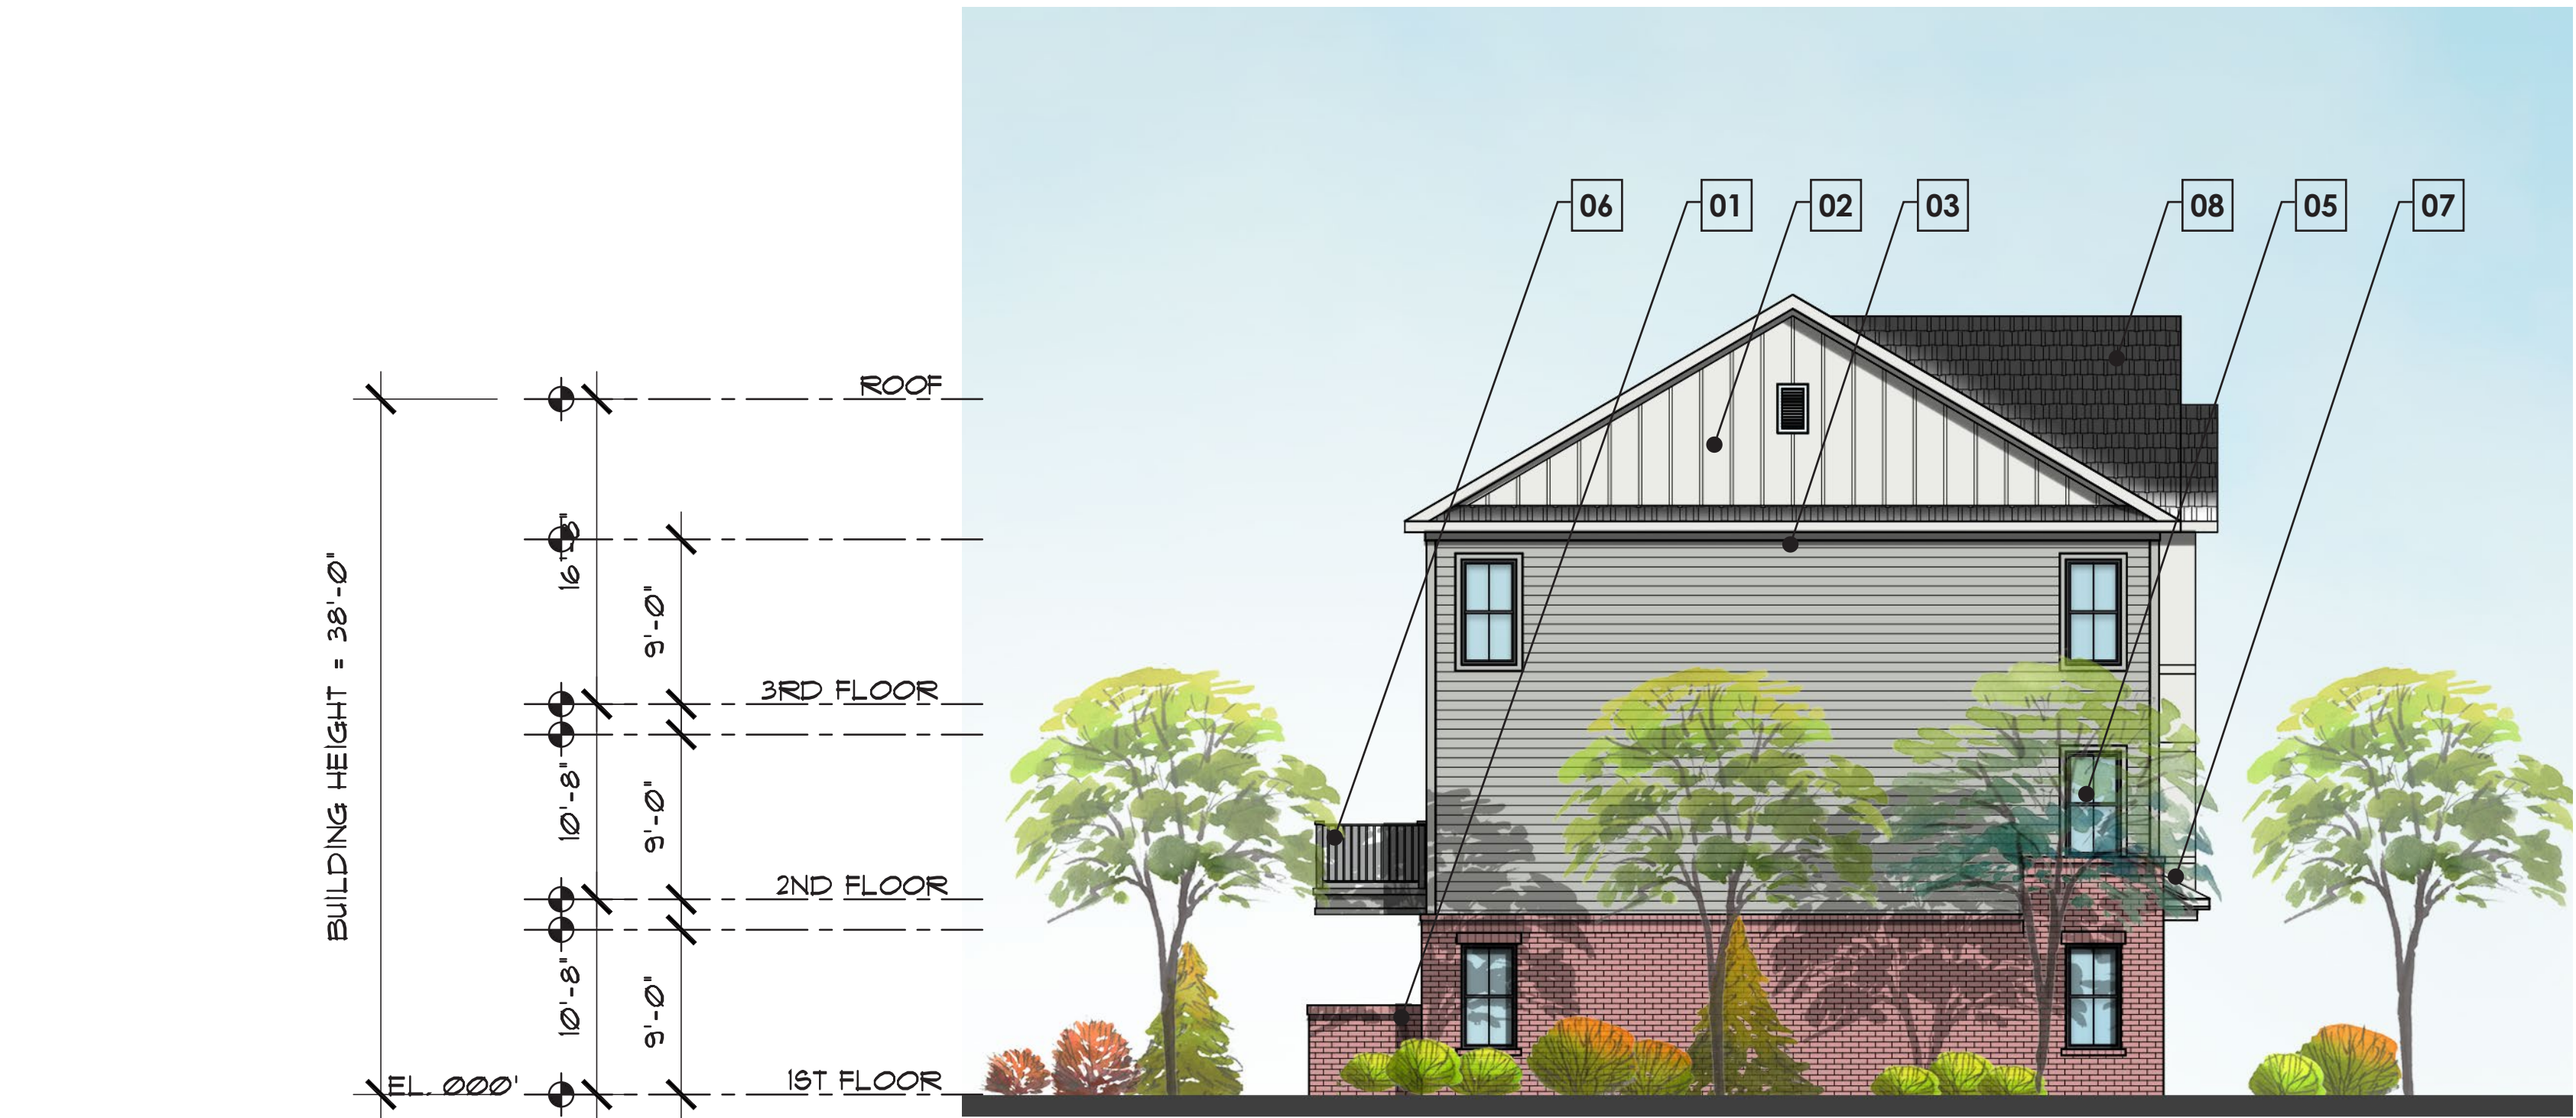 06
01
02
03
08
05
07
ROOF
16'-8"
9'-0"
3RD FLOOR
BUILDING HEIGHT = 38'-0"
10'-8"
9'-0"
2ND FLOOR
10'-8"
9'-0"
EL. 000'
1ST FLOOR